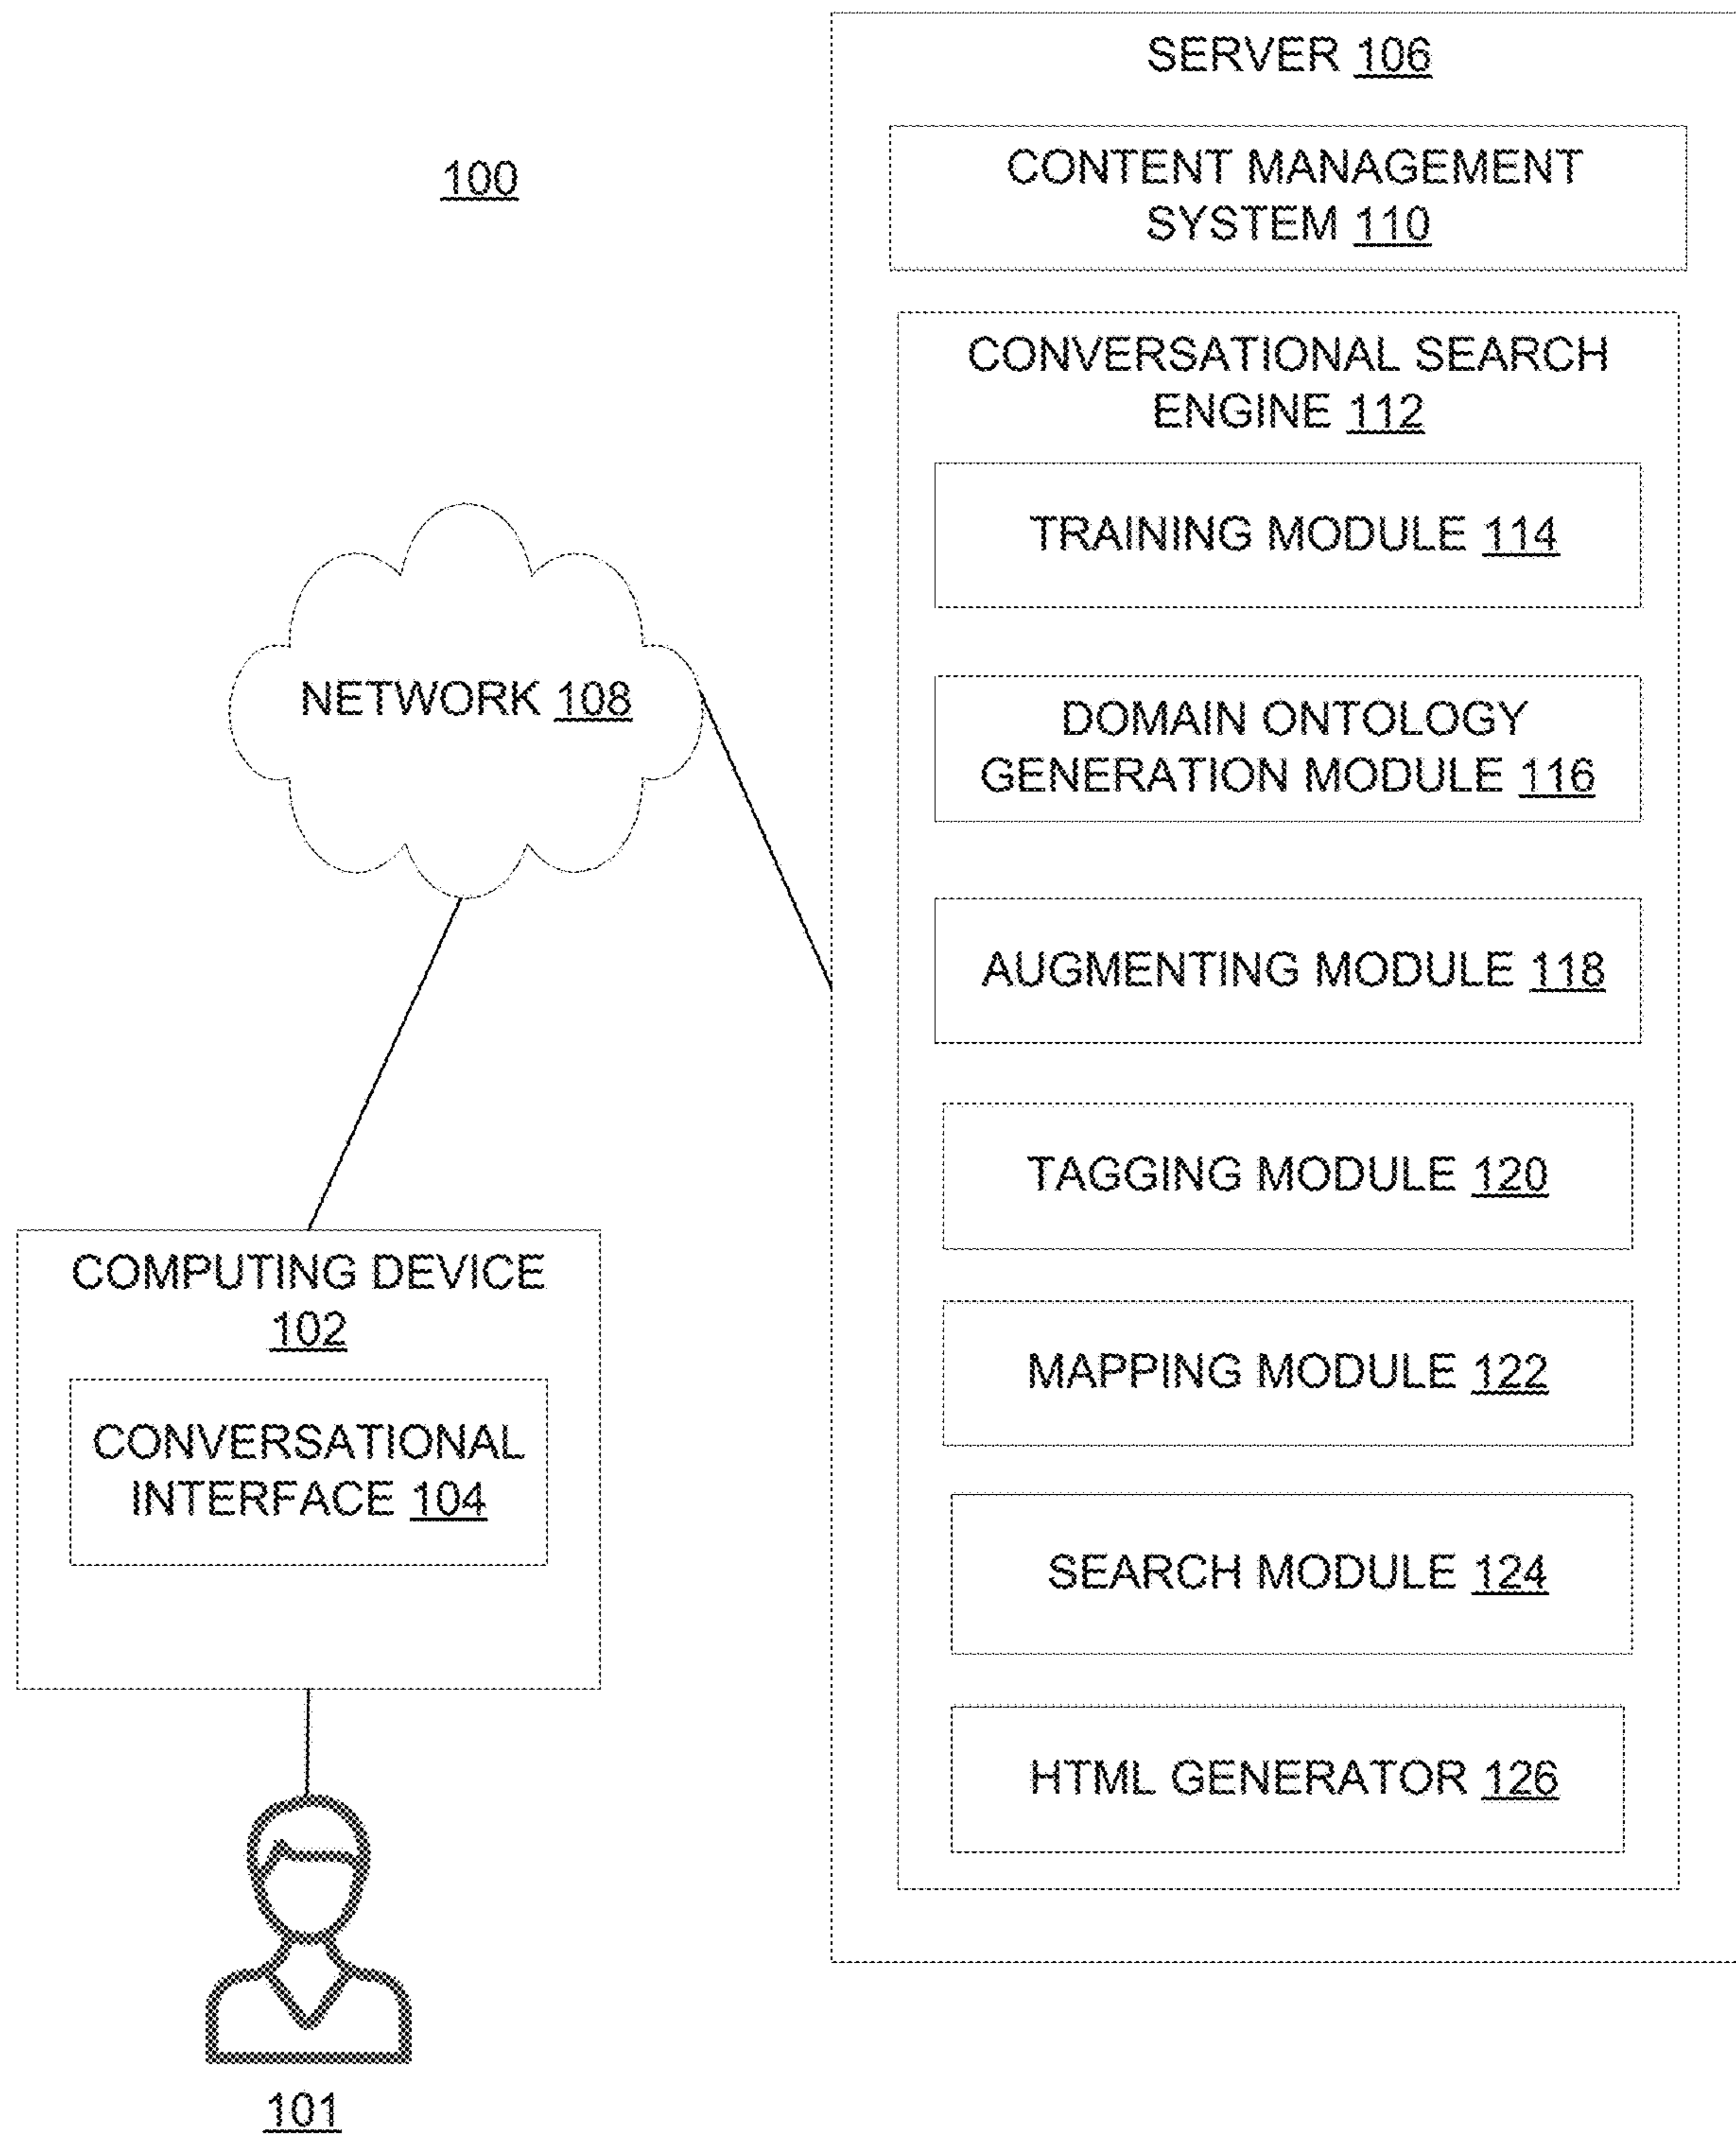 100
SERVER 106
CONTENT MANAGEMENT
SYSTEM 110
CONVERSATIONAL SEARCH
ENGINE 112
TRAINING MODULE 114
DOMAIN ONTOLOGY
GENERATION MODULE 116
AUGMENTING MODULE 118
TAGGING MODULE 120
MAPPING MODULE 122
SEARCH MODULE 124
HTML GENERATOR 126
NETWORK 108
COMPUTING DEVICE
102
CONVERSATIONAL
INTERFACE 104
101